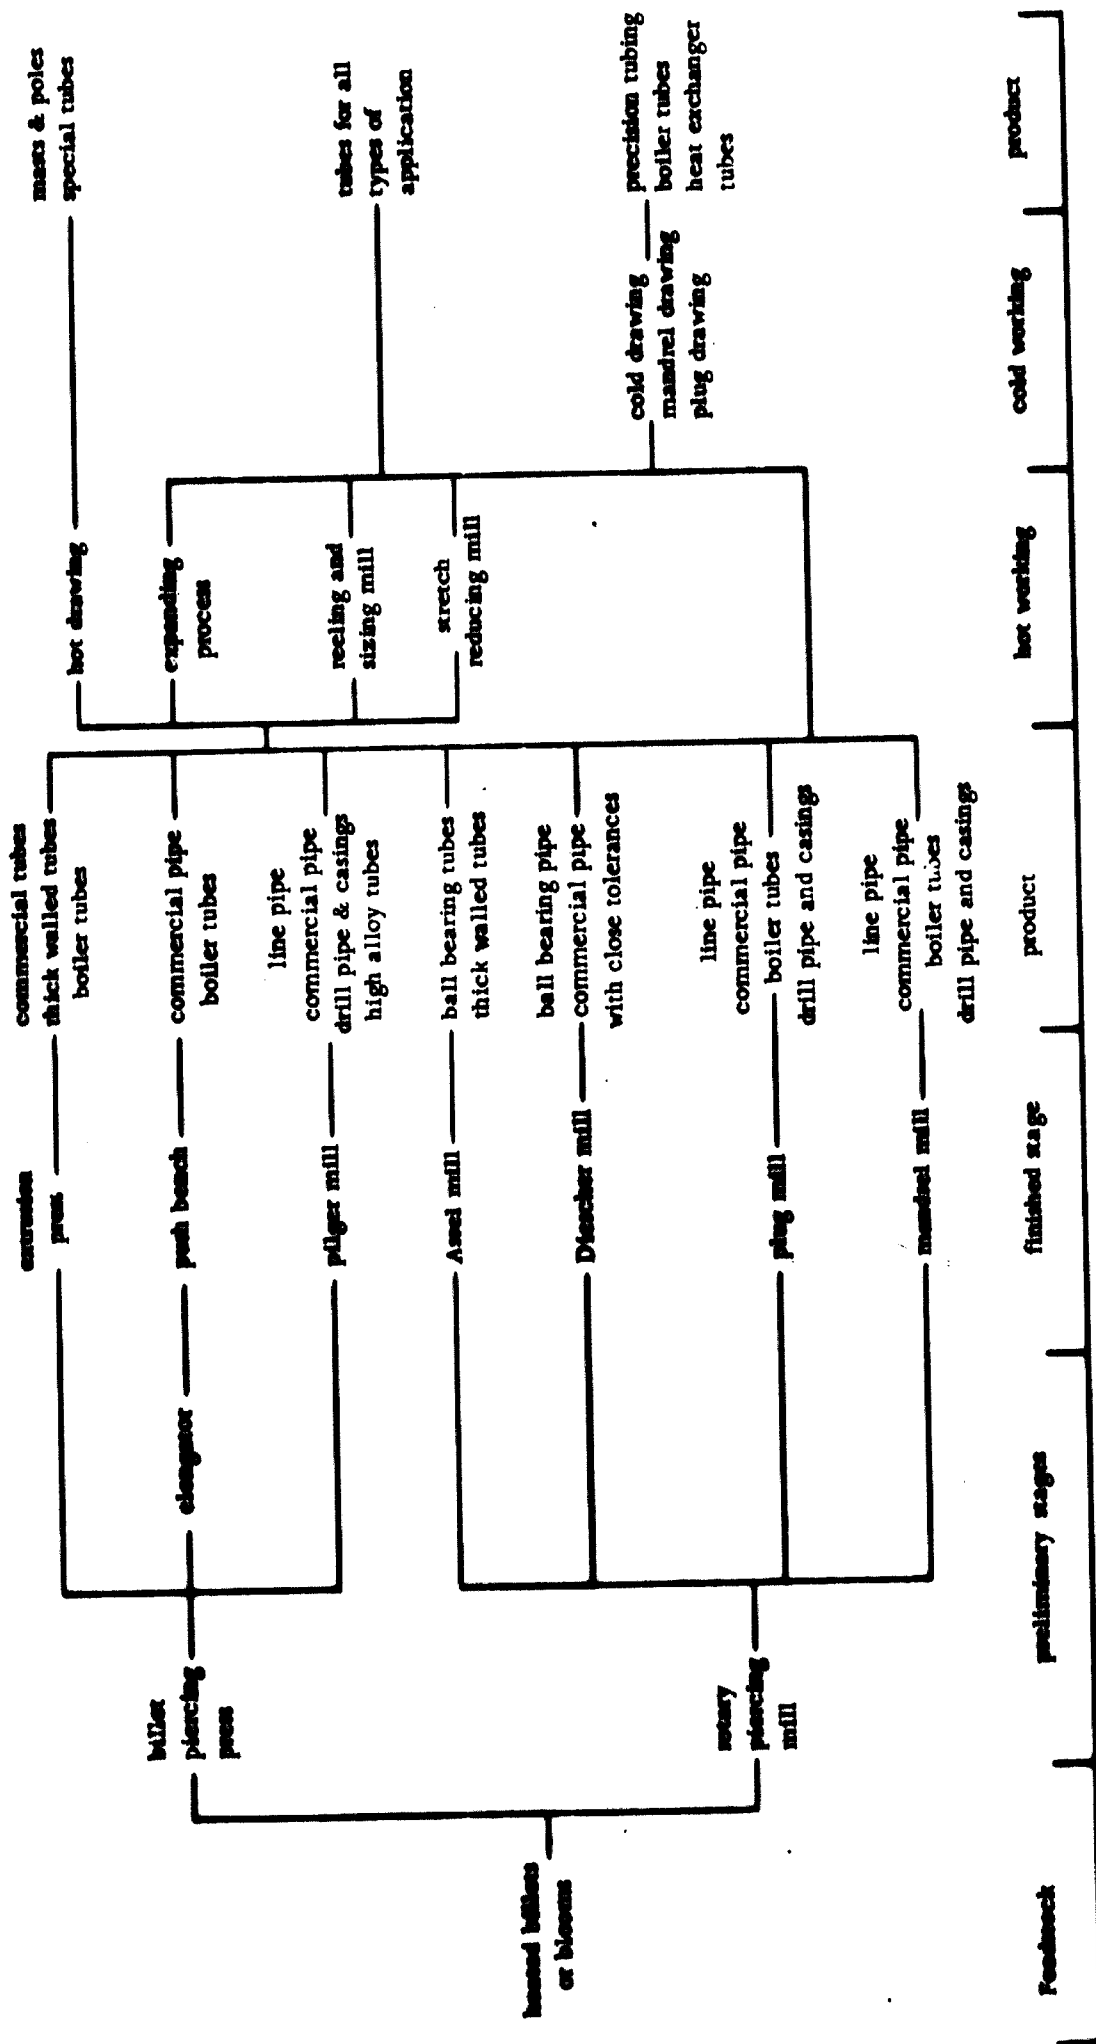 heated billets
or blooms
billet
piercing
press
rotary
piercing
mill
elongator
extrusion
press
push bench
pilger mill
Assel mill
Diescher mill
plug mill
mandrel mill
commercial tubes
thick walled tubes
boiler tubes
commercial pipe
boiler tubes
line pipe
commercial pipe
drill pipe & casings
high alloy tubes
ball bearing tubes
thick walled tubes
ball bearing pipe
commercial pipe
with close tolerances
line pipe
commercial pipe
boiler tubes
drill pipe and casings
line pipe
commercial pipe
boiler tubes
drill pipe and casings
hot drawing
expanding
process
reeling and
sizing mill
stretch
reducing mill
cold drawing
mandrel drawing
plug drawing
masts & poles
special tubes
tubes for all
types of
application
precision tubing
boiler tubes
heat exchanger
tubes
Feedstock
preliminary stages
finished stage
product
hot working
cold working
product